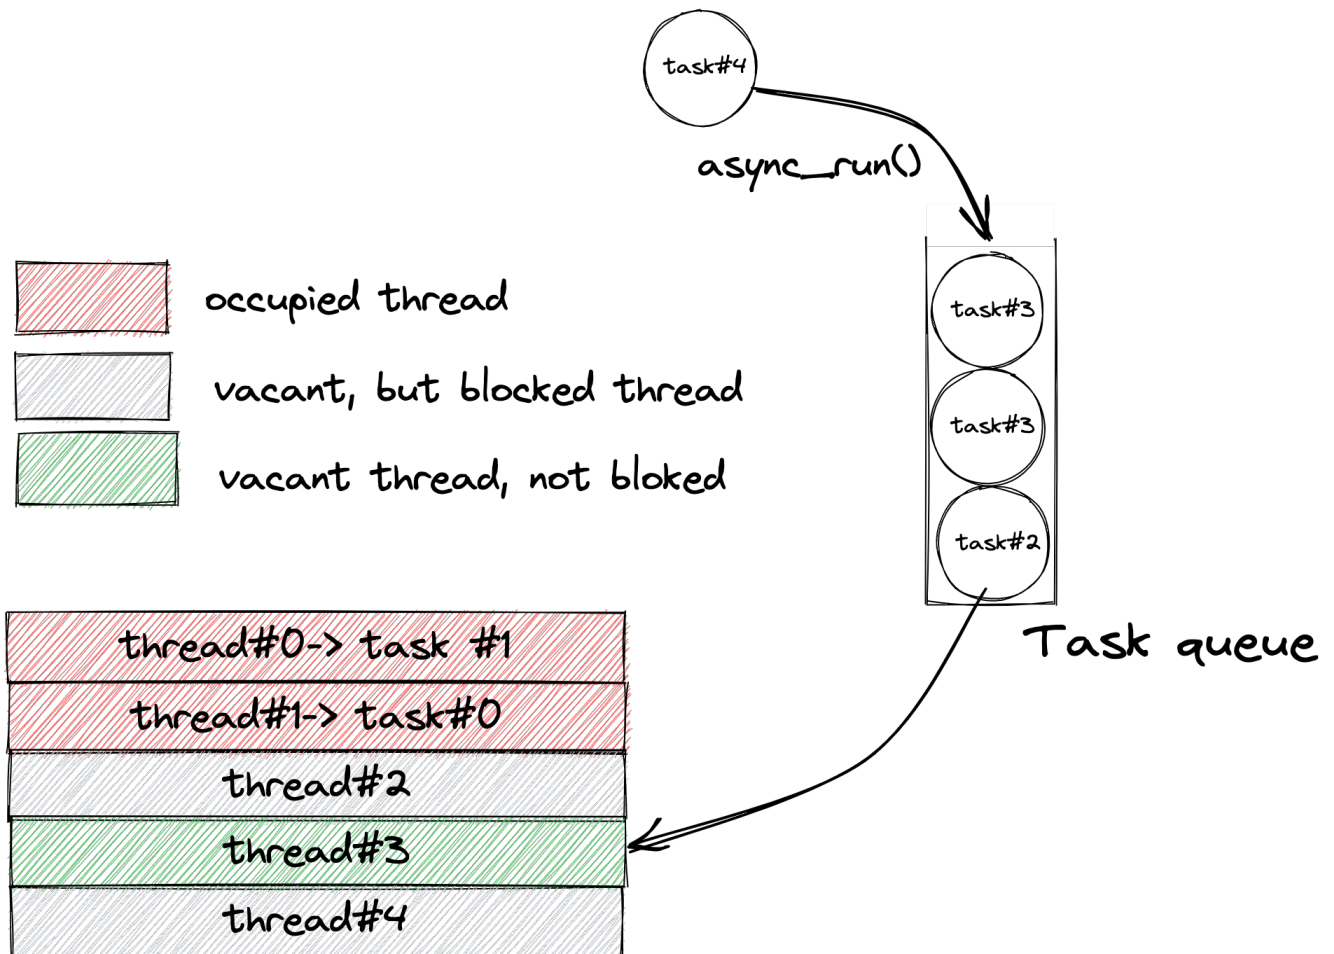 task#4
async_run()
task#3
task#3
task#2
Task queue
occupied thread
vacant, but blocked thread
vacant thread, not bloked
thread#0-> task #1
thread#1-> task#0
thread#2
thread#3
thread#4